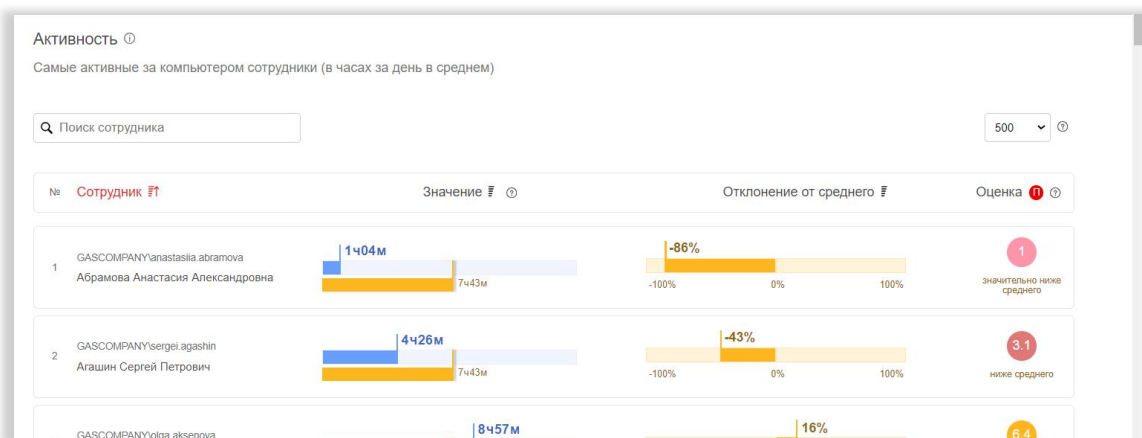 Активность
Самые активные за компьютером сотрудники (в часах за день в среднем)
Поиск сотрудника
500
№ Сотрудник Значение Отклонение от среднего Оценка П
1ч04м -86% 1
GASCOMPANY\anastasiia.abramova
1
Абрамова Анастасия Александровна
7ч43м -100% 0% 100% значительно ниже
среднего
4ч26м -43% 3.1
GASCOMPANY\sergei.agashin
2
Агашин Сергей Петрович
7ч43м -100% 0% 100% ниже среднего
8ч57м 16% 6.4
GASCOMPANY\olga.aksenova